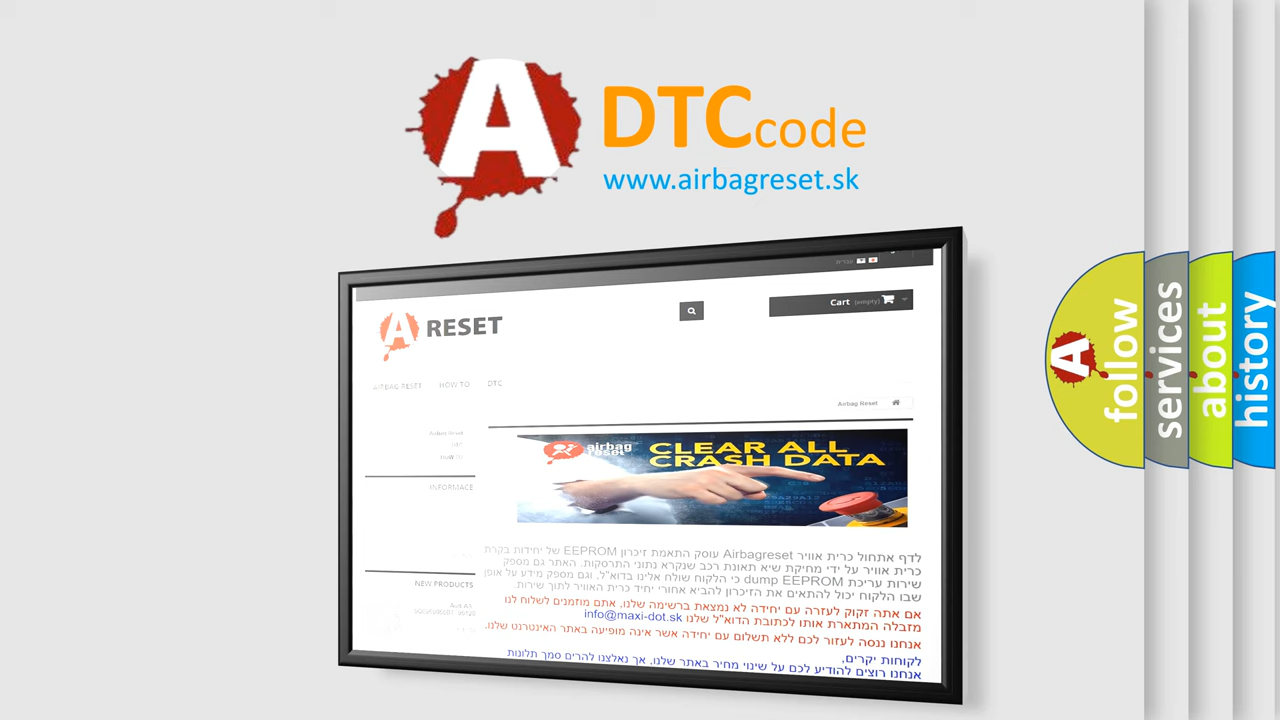 A DTC code
www.airbagreset.sk
עברית
A RESET
Cart (empty)
AIRBAG RESET HOW TO DTC
Airbag Reset
Airbag Reset
HOW TO
INFORMACE
airbag reset
CLEAR ALL
CRASH DATA
NEW PRODUCTS
לדף אתחול כרית אוויר Airbagreset עוסק התאמת זיכרון EEPROM של יחידות בקרת
כרית אוויר על ידי מחיקת שיא תאונת רכב שנקרא נתוני התרסקות. האתר גם מספק
שירות עריכת dump EEPROM כי הלקוח שולח אלינו בדוא"ל, וגם מספק מידע על אופן
שבו הלקוח יכול להתאים את הזיכרון להביא אחורי יחיד כרית האוויר לתוך שירות.
אם אתה זקוק לעזרה עם יחידה לא נמצאת ברשימה שלנו, אתם מוזמנים לשלוח לנו
מזבלה המתארת אותו לכתובת הדוא"ל שלנו info@maxi-dot.sk
אנחנו ננסה לעזור לכם ללא תשלום עם יחידה אשר אינה מופיעה באתר האינטרנט שלנו.
לקוחות יקרים,
אנחנו רוצים להודיע לכם על שינוי מחיר באתר שלנו, אך נאלצנו להרים סמך תלונות
A follow
services
about
history